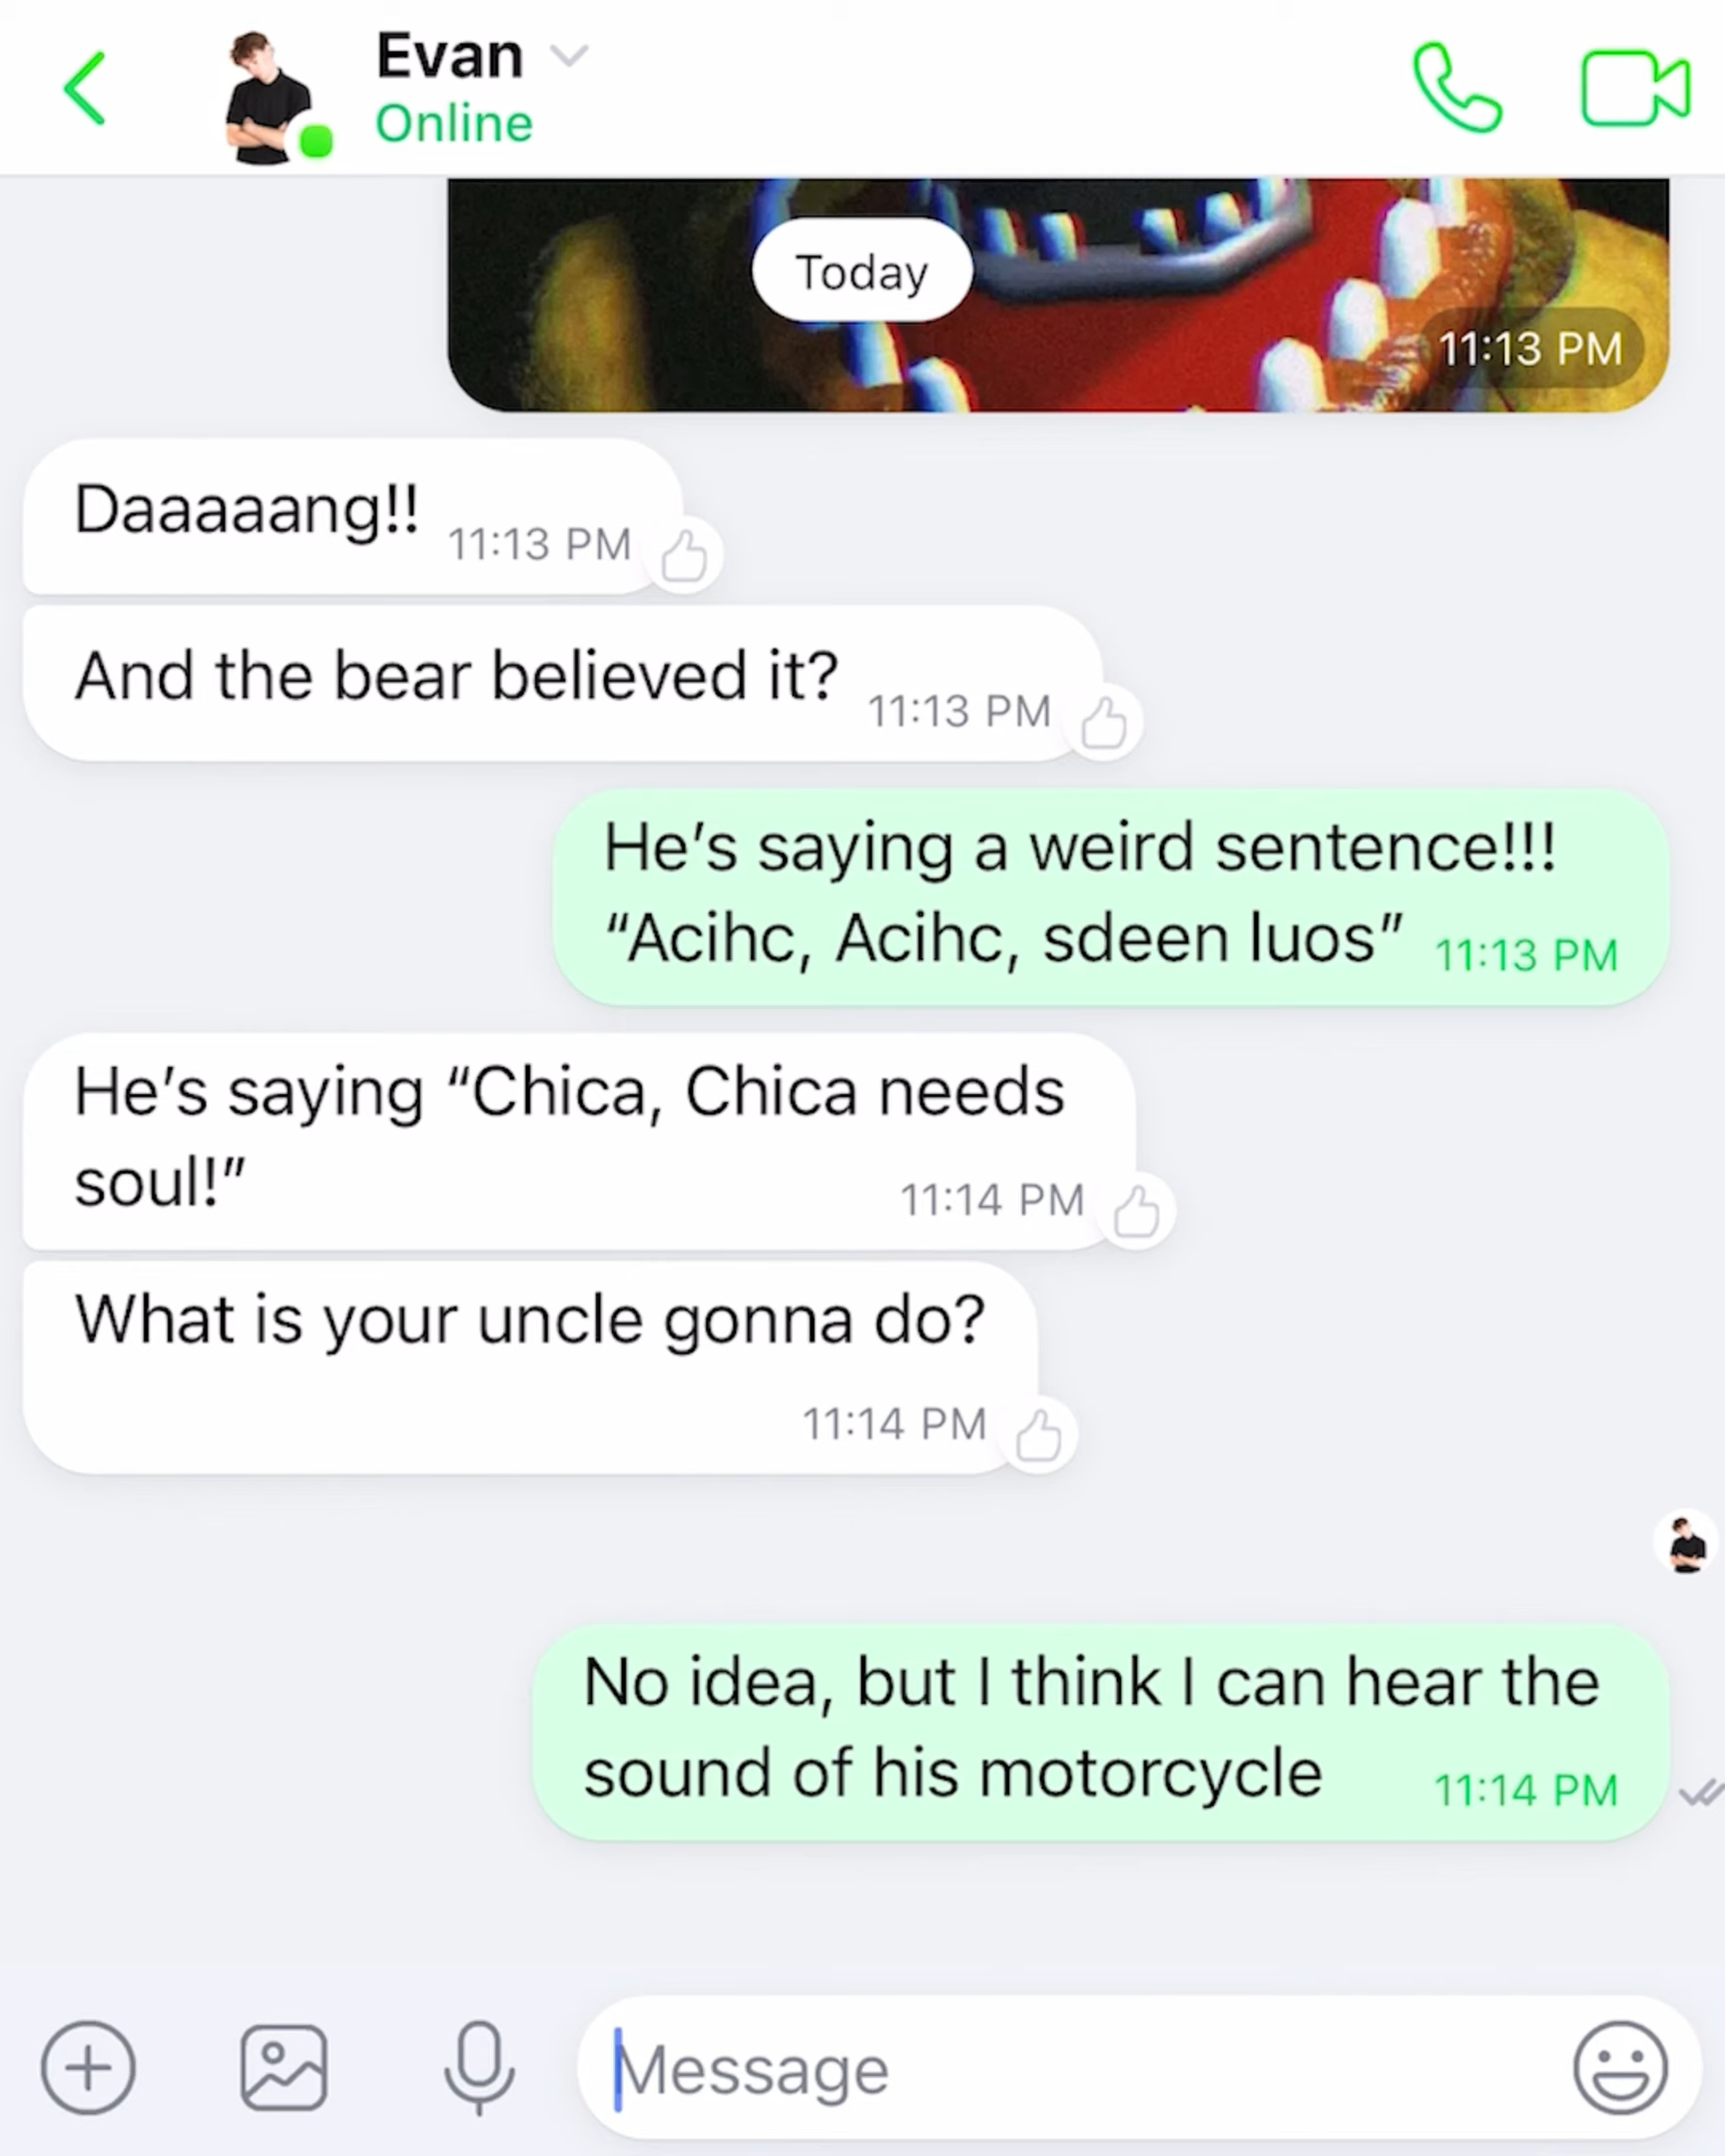 Evan
Online
Today
11:13 PM
Daaaaang!!
11:13 PM
And the bear believed it?
11:13 PM
He’s saying a weird sentence!!!
“Acihc, Acihc, sdeen luos”
11:13 PM
He’s saying “Chica, Chica needs
soul!”
11:14 PM
What is your uncle gonna do?
11:14 PM
No idea, but I think I can hear the
sound of his motorcycle
11:14 PM
Message